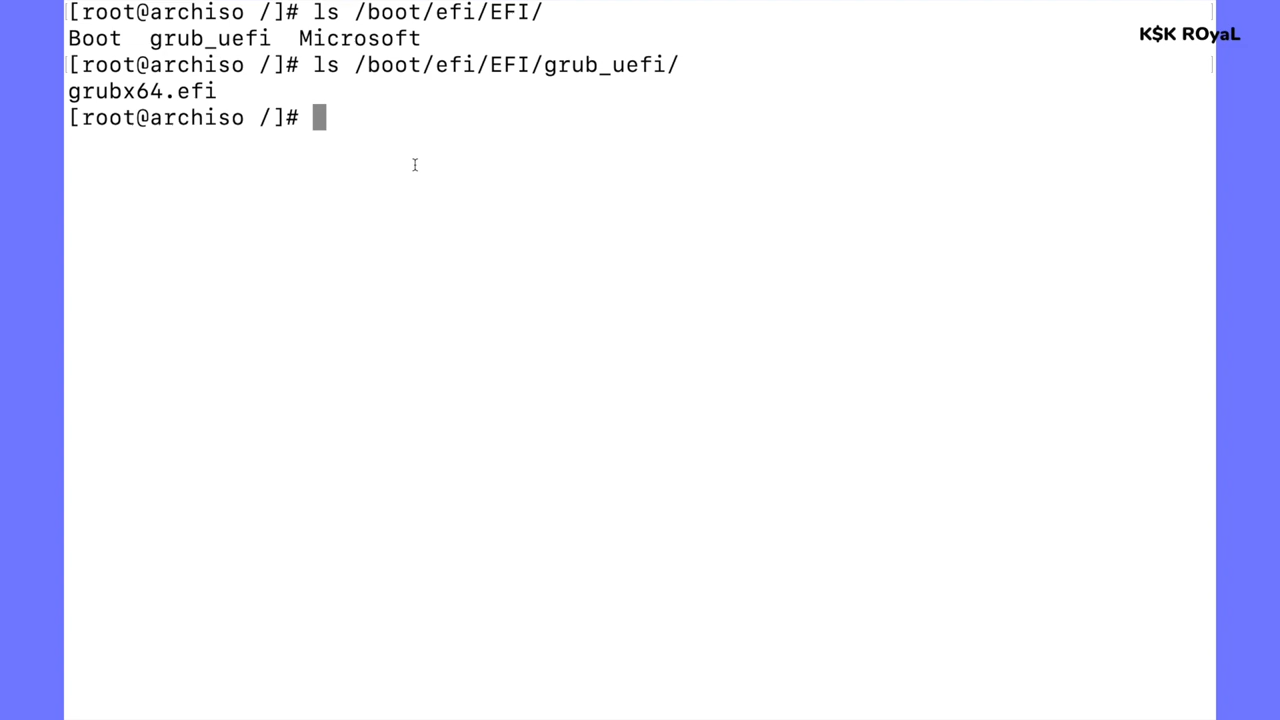 [root@archiso /]# ls /boot/efi/EFI/
K$K ROyaL
Boot  grub_uefi  Microsoft
[root@archiso /]# ls /boot/efi/EFI/grub_uefi/
grubx64.efi
[root@archiso /]#